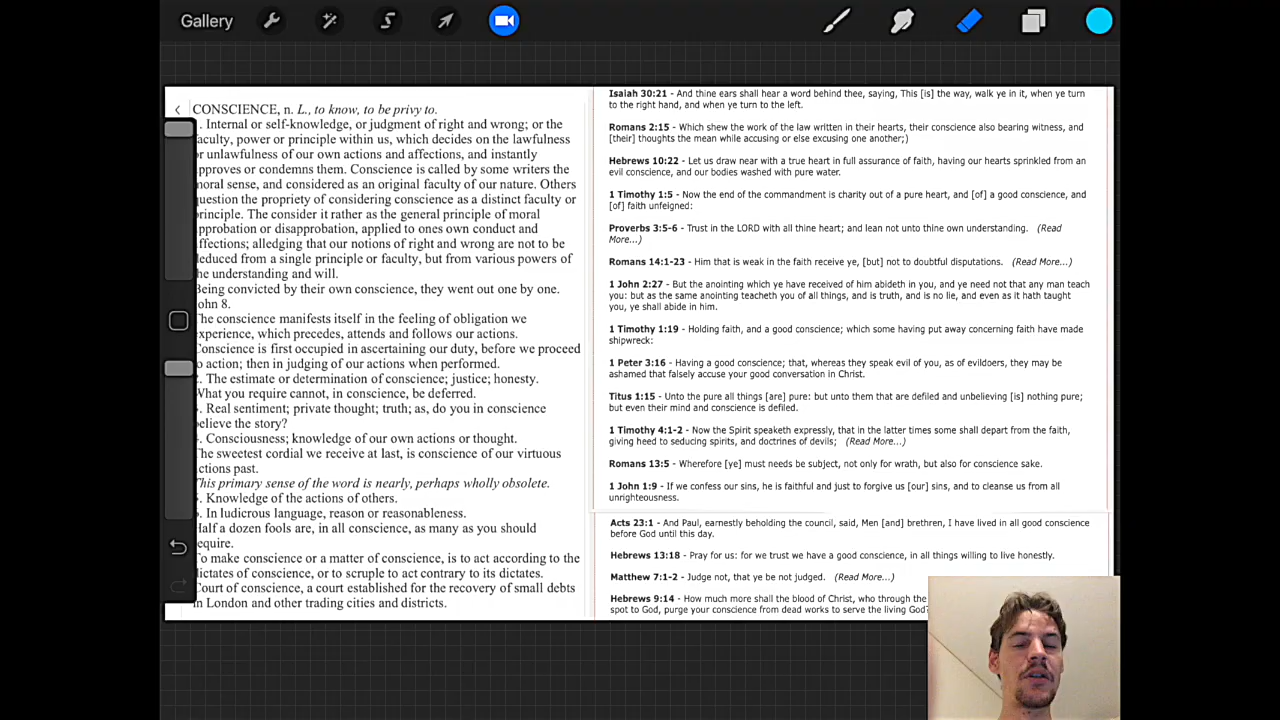 Gallery
CONSCIENCE, n. L., to know, to be privy to.
. Internal or self-knowledge, or judgment of right and wrong; or the
faculty, power or principle within us, which decides on the lawfulness
or unlawfulness of our own actions and affections, and instantly
approves or condemns them. Conscience is called by some writers the
moral sense, and considered as an original faculty of our nature. Others
question the propriety of considering conscience as a distinct faculty or
principle. The consider it rather as the general principle of moral
approbation or disapprobation, applied to ones own conduct and
affections; alledging that our notions of right and wrong are not to be
deduced from a single principle or faculty, but from various powers of
the understanding and will.
Being convicted by their own conscience, they went out one by one.
John 8.
The conscience manifests itself in the feeling of obligation we
experience, which precedes, attends and follows our actions.
Conscience is first occupied in ascertaining our duty, before we proceed
to action; then in judging of our actions when performed.
. The estimate or determination of conscience; justice; honesty.
What you require cannot, in conscience, be deferred.
. Real sentiment; private thought; truth; as, do you in conscience
believe the story?
. Consciousness; knowledge of our own actions or thought.
The sweetest cordial we receive at last, is conscience of our virtuous
actions past.
This primary sense of the word is nearly, perhaps wholly obsolete.
. Knowledge of the actions of others.
. In ludicrous language, reason or reasonableness.
Half a dozen fools are, in all conscience, as many as you should
require.
To make conscience or a matter of conscience, is to act according to the
dictates of conscience, or to scruple to act contrary to its dictates.
Court of conscience, a court established for the recovery of small debts
in London and other trading cities and districts.
Isaiah 30:21 - And thine ears shall hear a word behind thee, saying, This [is] the way, walk ye in it, when ye turn
to the right hand, and when ye turn to the left.
Romans 2:15 - Which shew the work of the law written in their hearts, their conscience also bearing witness, and
[their] thoughts the mean while accusing or else excusing one another;)
Hebrews 10:22 - Let us draw near with a true heart in full assurance of faith, having our hearts sprinkled from an
evil conscience, and our bodies washed with pure water.
1 Timothy 1:5 - Now the end of the commandment is charity out of a pure heart, and [of] a good conscience, and
[of] faith unfeigned:
Proverbs 3:5-6 - Trust in the LORD with all thine heart; and lean not unto thine own understanding. (Read
More...)
Romans 14:1-23 - Him that is weak in the faith receive ye, [but] not to doubtful disputations. (Read More...)
1 John 2:27 - But the anointing which ye have received of him abideth in you, and ye need not that any man teach
you: but as the same anointing teacheth you of all things, and is truth, and is no lie, and even as it hath taught
you, ye shall abide in him.
1 Timothy 1:19 - Holding faith, and a good conscience; which some having put away concerning faith have made
shipwreck:
1 Peter 3:16 - Having a good conscience; that, whereas they speak evil of you, as of evildoers, they may be
ashamed that falsely accuse your good conversation in Christ.
Titus 1:15 - Unto the pure all things [are] pure: but unto them that are defiled and unbelieving [is] nothing pure;
but even their mind and conscience is defiled.
1 Timothy 4:1-2 - Now the Spirit speaketh expressly, that in the latter times some shall depart from the faith,
giving heed to seducing spirits, and doctrines of devils; (Read More...)
Romans 13:5 - Wherefore [ye] must needs be subject, not only for wrath, but also for conscience sake.
1 John 1:9 - If we confess our sins, he is faithful and just to forgive us [our] sins, and to cleanse us from all
unrighteousness.
Acts 23:1 - And Paul, earnestly beholding the council, said, Men [and] brethren, I have lived in all good conscience
before God until this day.
Hebrews 13:18 - Pray for us: for we trust we have a good conscience, in all things willing to live honestly.
Matthew 7:1-2 - Judge not, that ye be not judged. (Read More...)
Hebrews 9:14 - How much more shall the blood of Christ, who through the
spot to God, purge your conscience from dead works to serve the living God?